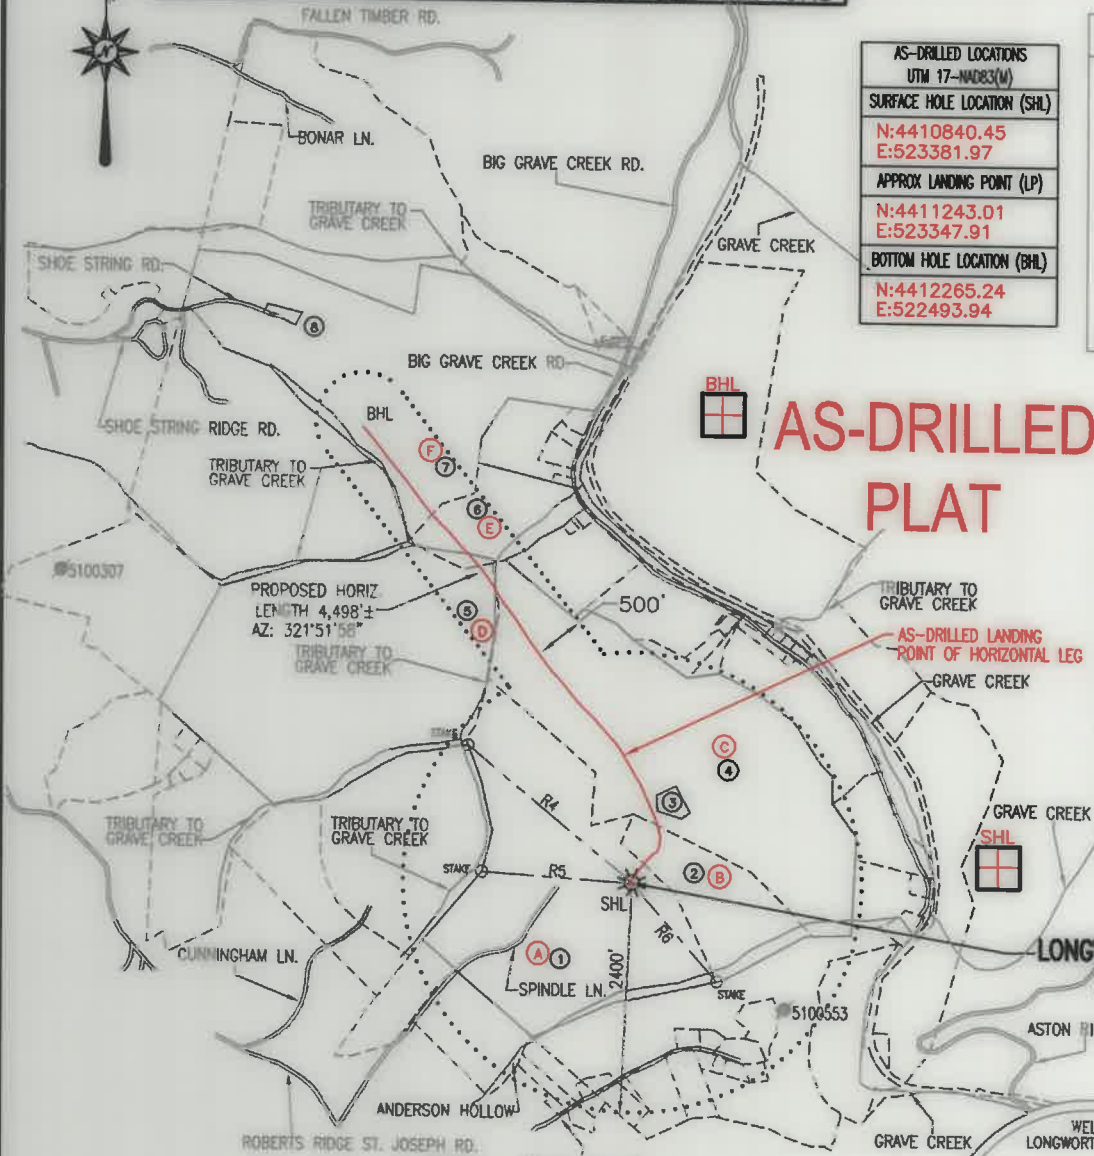 FALLEN TIMBER RD.
N
BONAR LN.
BIG GRAVE CREEK RD.
AS-DRILLED LOCATIONS
UTM 17-NAD83(M)
SURFACE HOLE LOCATION (SHL)
N:4410840.45
E:523381.97
APPROX LANDING POINT (LP)
N:4411243.01
E:523347.91
BOTTOM HOLE LOCATION (BHL)
N:4412265.24
E:522493.94
TRIBUTARY TO
GRAVE CREEK
GRAVE CREEK
SHOE STRING RD.
8
BIG GRAVE CREEK RD
BHL
BHL
AS-DRILLED
PLAT
SHOE STRING RIDGE RD.
F
7
TRIBUTARY TO
GRAVE CREEK
6
E
5100307
PROPOSED HORIZ
LENGTH 4,498'±
AZ: 321°51'58"
5
D
500'
TRIBUTARY TO
GRAVE CREEK
TRIBUTARY TO
GRAVE CREEK
AS-DRILLED LANDING
POINT OF HORIZONTAL LEG
GRAVE CREEK
STAKE
C
4
3
R4
TRIBUTARY TO
GRAVE CREEK
TRIBUTARY TO
GRAVE CREEK
GRAVE CREEK
SHL
STAKE
R5
2
B
SHL
R6
2400'
CUNNINGHAM LN.
A
1
SPINDLE LN.
LONG
STAKE
5100553
ASTON RI
ANDERSON HOLLOW
ROBERTS RIDGE ST. JOSEPH RD.
GRAVE CREEK
WEL
LONGWORT